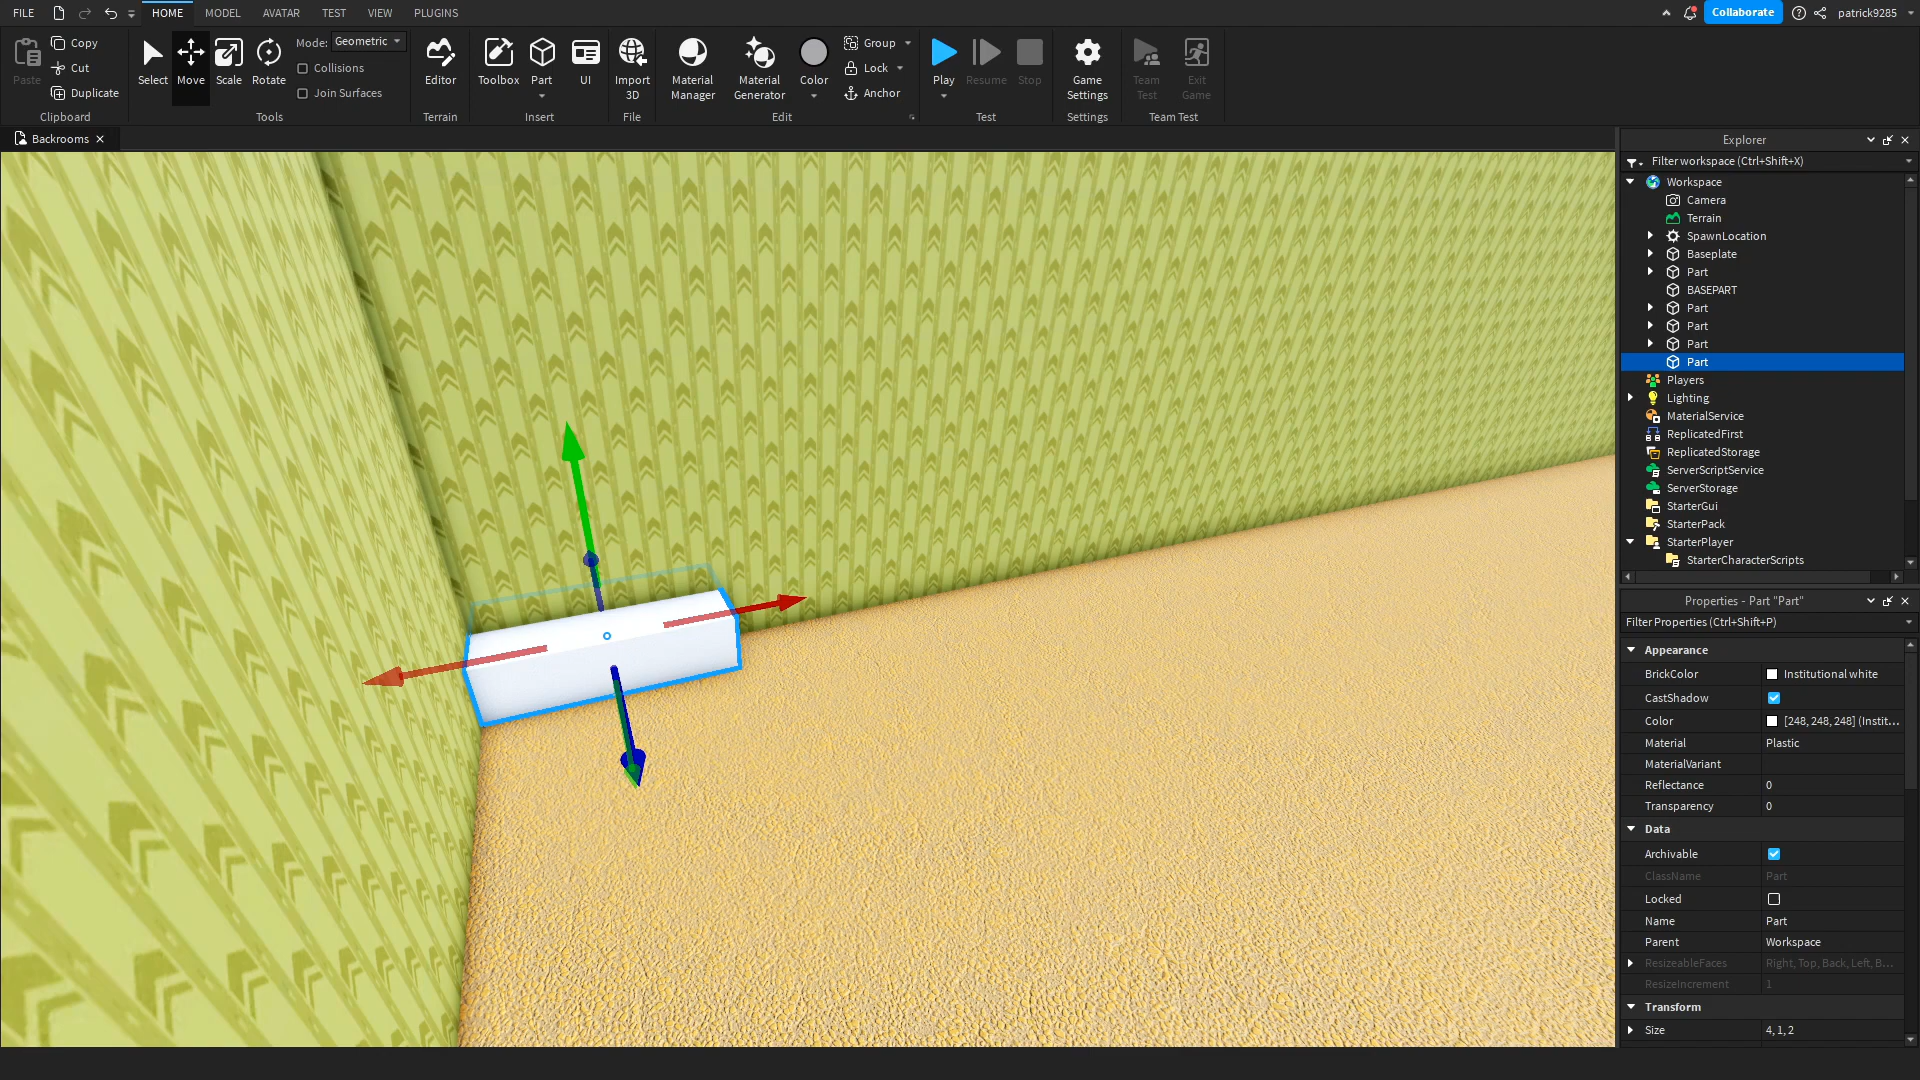 FILE HOME MODEL AVATAR TEST VIEW PLUGINS Collaborate patrick9285
Paste Copy Cut Duplicate Clipboard
Select Move Scale Rotate Mode: Geometric Collisions Join Surfaces Tools
Editor Terrain
Toolbox Part UI Insert
Import 3D File
Material Manager Material Generator Color Group Lock Anchor Edit
Play Resume Stop Test
Game Settings Settings
Team Test Exit Game Team Test
Backrooms
Explorer
Filter workspace (Ctrl+Shift+X)
Workspace
Camera
Terrain
SpawnLocation
Baseplate
Part
BASEPART
Part
Part
Part
Part
Players
Lighting
MaterialService
ReplicatedFirst
ReplicatedStorage
ServerScriptService
ServerStorage
StarterGui
StarterPack
StarterPlayer
StarterCharacterScripts
Properties - Part "Part"
Filter Properties (Ctrl+Shift+P)
Appearance
BrickColor Institutional white
CastShadow
Color [248, 248, 248] (Instit...
Material Plastic
MaterialVariant
Reflectance 0
Transparency 0
Data
Archivable
ClassName Part
Locked
Name Part
Parent Workspace
ResizeableFaces Right, Top, Back, Left, B...
ResizeIncrement 1
Transform
Size 4, 1, 2